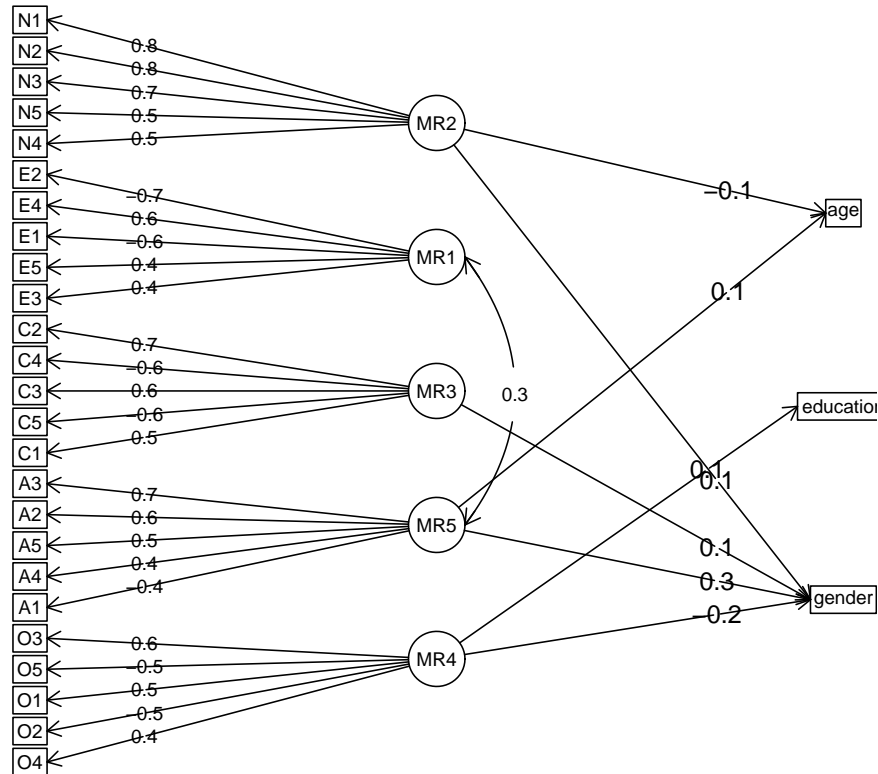 N1
N2
N3
N5
N4
E2
E4
E1
E5
E3
C2
C4
C3
C5
C1
A3
A2
A5
A4
A1
O3
O5
O1
O2
O4
0.8
0.8
0.7
0.5
0.5
−0.7
0.6
−0.6
0.4
0.4
0.7
−0.6
0.6
−0.6
0.5
0.7
0.6
0.5
0.4
−0.4
0.6
−0.5
0.5
−0.5
0.4
MR2
MR1
MR3
MR5
MR4
0.3
−0.1
0.1
0.1
0.1
0.1
0.3
−0.2
age
education
gender